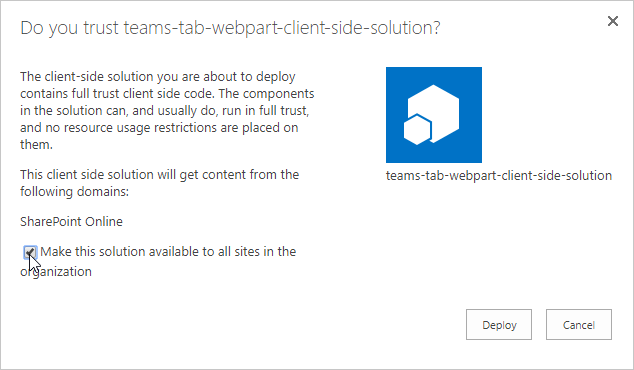 Do you trust teams-tab-webpart-client-side-solution?
The client-side solution you are about to deploy
contains full trust client side code. The components
in the solution can, and usually do, run in full trust,
and no resource usage restrictions are placed on
them.
This client side solution will get content from the
following domains:
SharePoint Online
Make this solution available to all sites in the
organization
teams-tab-webpart-client-side-solution
Deploy
Cancel